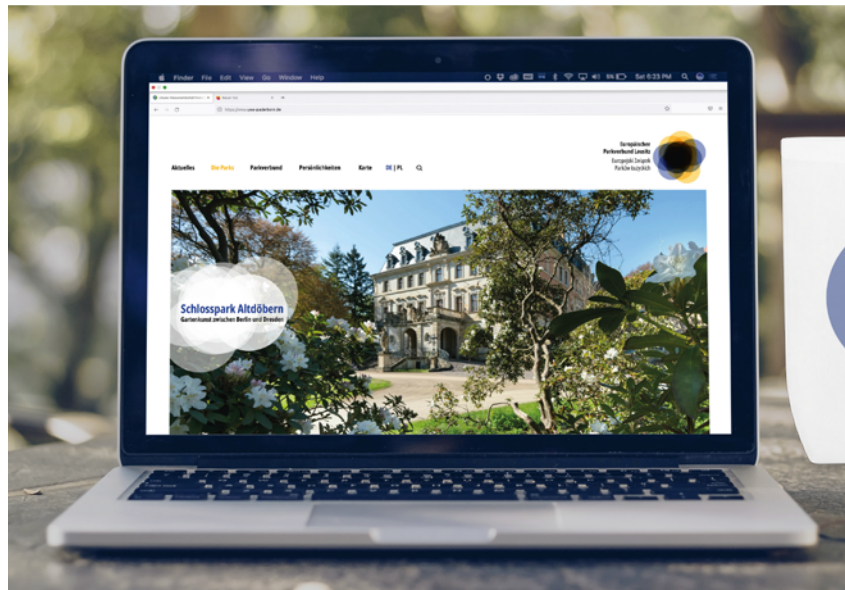 Finder File Edit View Go Window Help
Sat 6:23 PM
Aktuelles Die Parks Parkverbund Persönlichkeiten Karte DE | PL
Europäischer
Parkverbund Lausitz
Europejski Związek
Parków Łużyckich
Schlosspark Altdöbern
Gartenkunst zwischen Berlin und Dresden